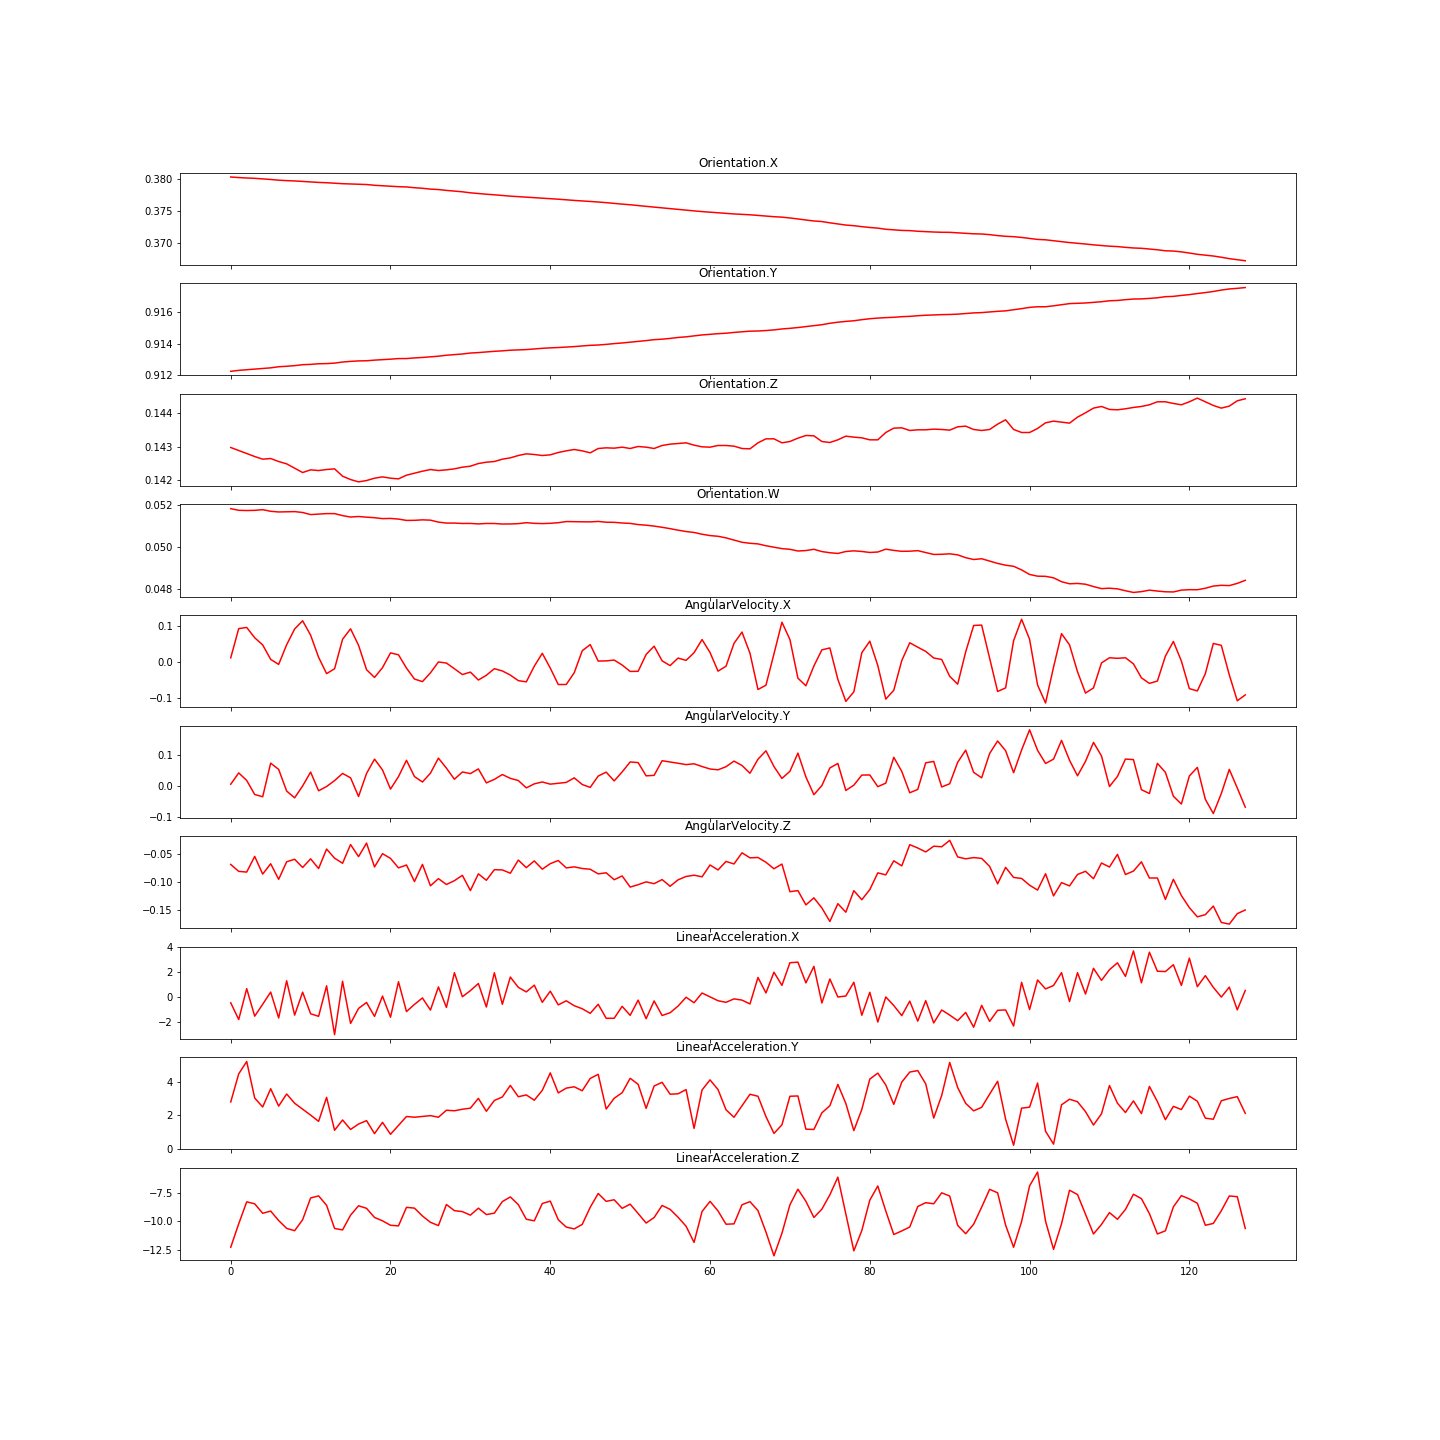 Orientation.X
0.380
0.375
0.370
Orientation.Y
0.916
0.914
0.912
Orientation.Z
0.144
0.143
0.142
Orientation.W
0.052
0.050
0.048
AngularVelocity.X
0.1
0.0
−0.1
AngularVelocity.Y
0.1
0.0
−0.1
AngularVelocity.Z
−0.05
−0.10
−0.15
LinearAcceleration.X
4
2
0
−2
LinearAcceleration.Y
4
2
0
LinearAcceleration.Z
−7.5
−10.0
−12.5
0 20 40 60 80 100 120